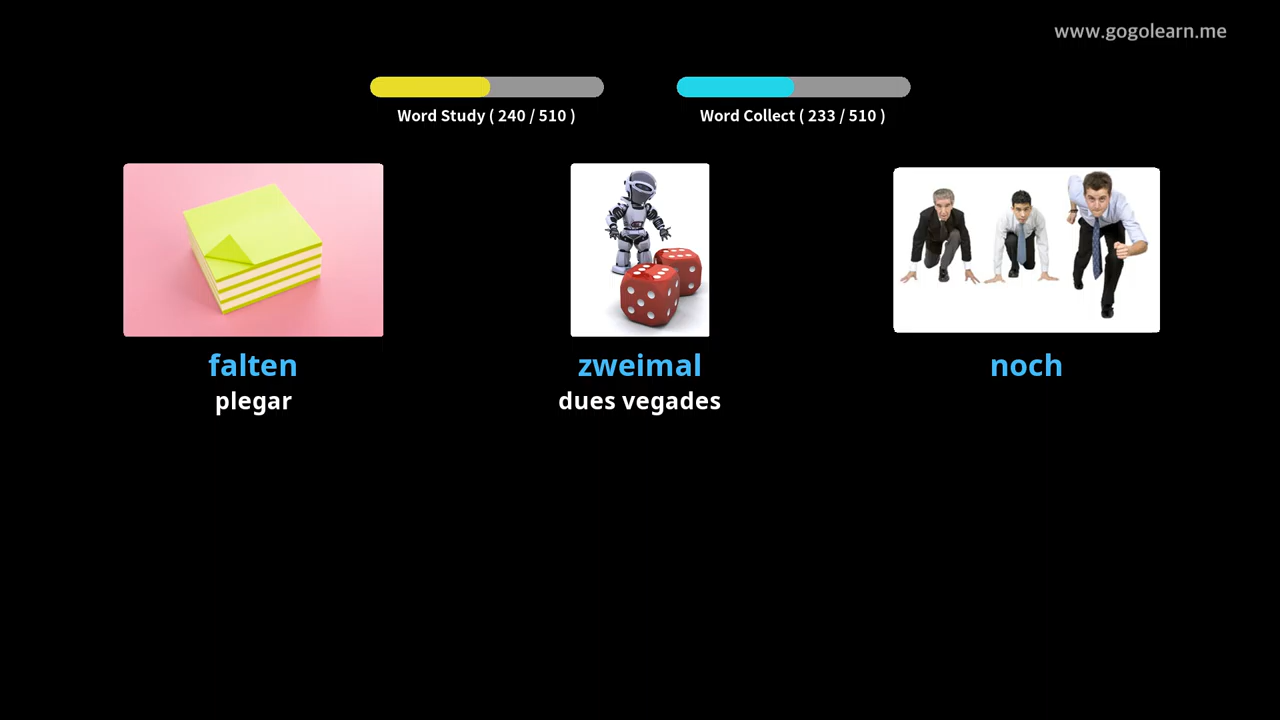 www.gogolearn.me
Word Study ( 240 / 510 )
Word Collect ( 233 / 510 )
falten
plegar
zweimal
dues vegades
noch